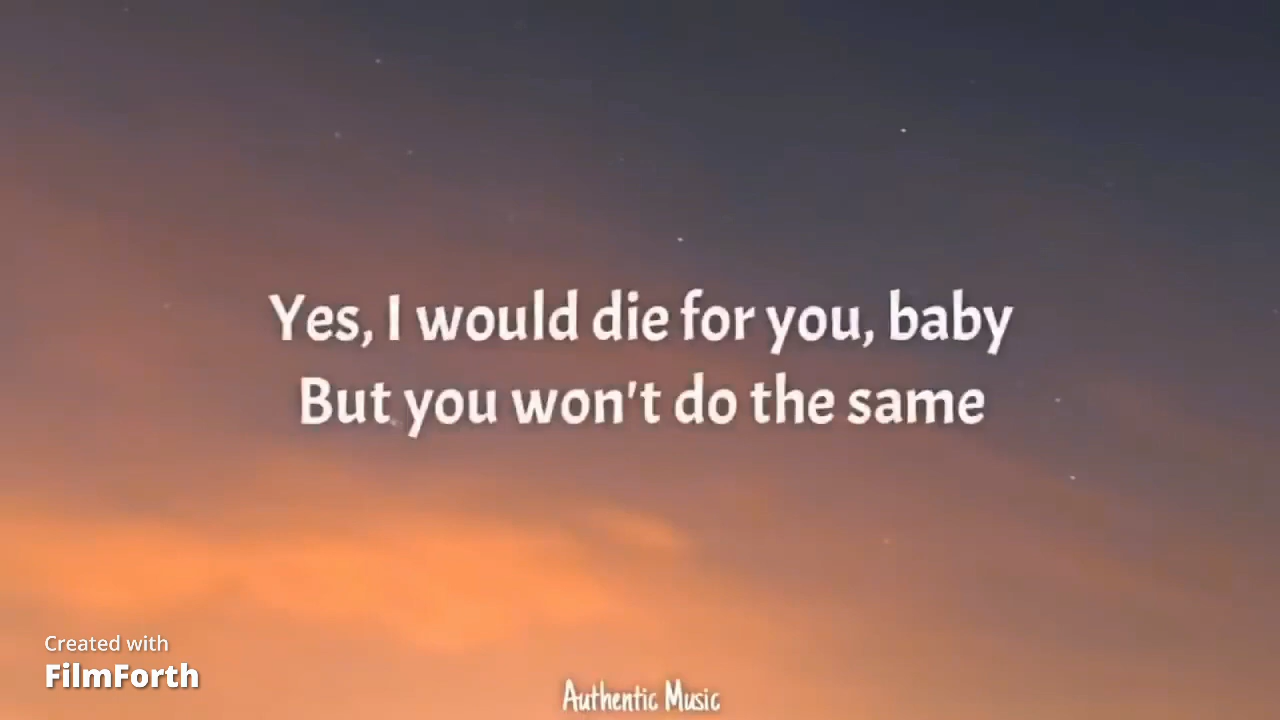 Yes, I would die for you, baby
But you won't do the same
Created with
FilmForth
Authentic Music